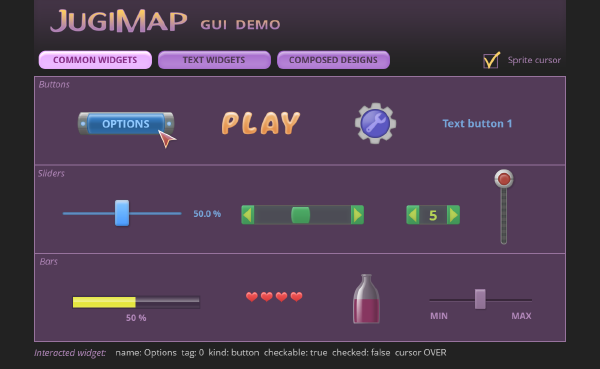 JUGIMAP GUI DEMO
COMMON WIDGETS TEXT WIDGETS COMPOSED DESIGNS Sprite cursor
Buttons
OPTIONS PLAY Text button 1
Sliders
50.0 % 5
Bars
50 % MIN MAX
Interacted widget: name: Options tag: 0 kind: button checkable: true checked: false cursor OVER